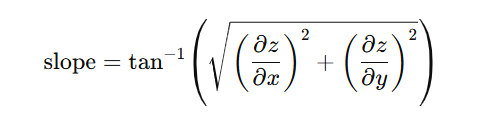 slope = tan⁻¹(√((∂z/∂x)² + (∂z/∂y)²))